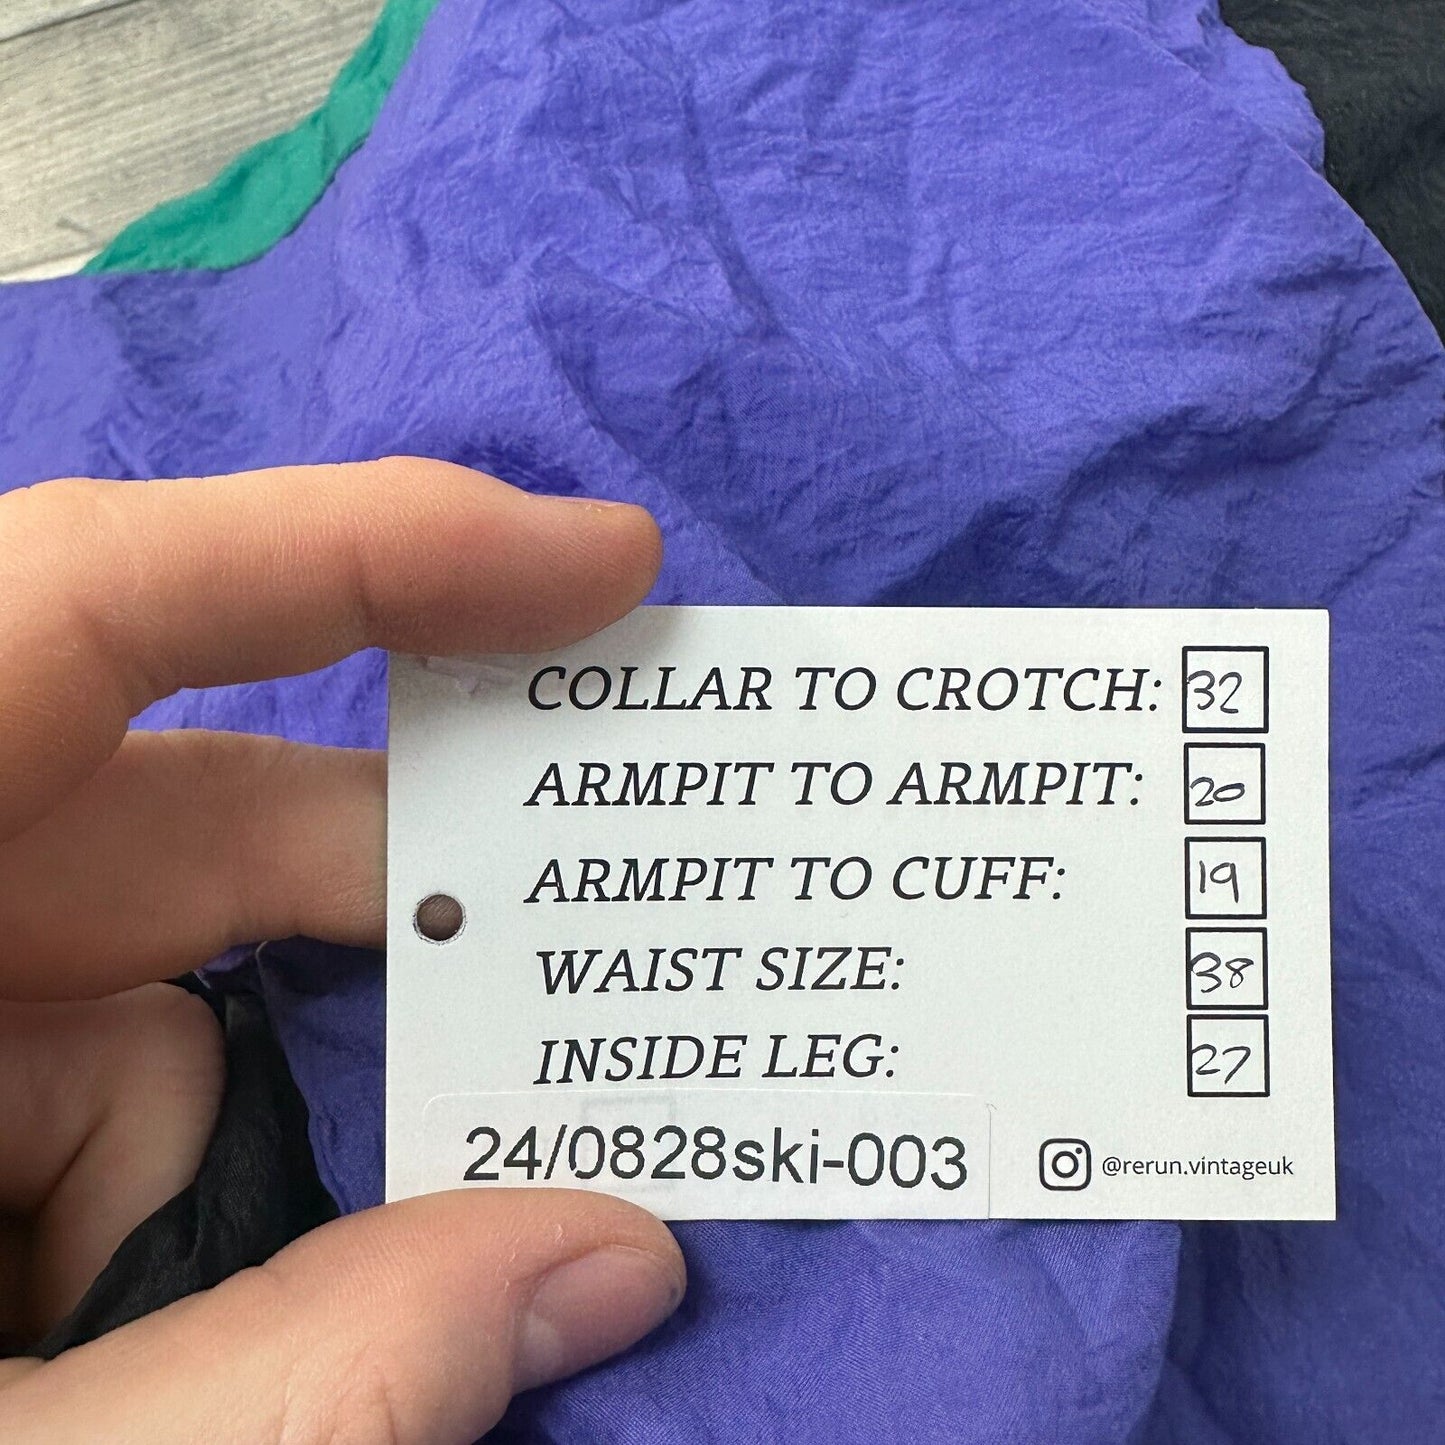 COLLAR TO CROTCH: 32
ARMPIT TO ARMPIT: 20
ARMPIT TO CUFF: 19
WAIST SIZE: 38
INSIDE LEG: 27
24/0828ski-003
@rerun.vintageuk